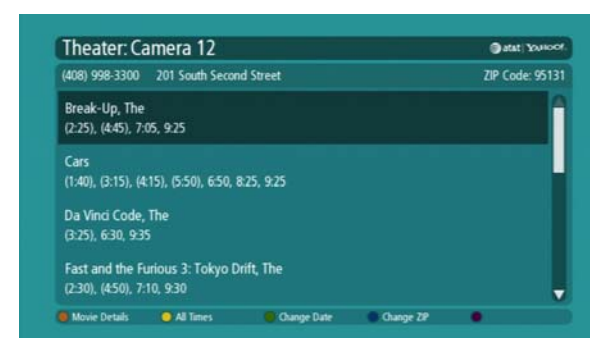 Theater: Camera 12
at&t YAHOO!.
(408) 998-3300 201 South Second Street ZIP Code: 95131
Break-Up, The
(2:25), (4:45), 7:05, 9:25
Cars
(1:40), (3:15), (4:15), (5:50), 6:50, 8:25, 9:25
Da Vinci Code, The
(3:25), 6:30, 9:35
Fast and the Furious 3: Tokyo Drift, The
(2:30), (4:50), 7:10, 9:30
Movie Details All Times Change Date Change ZIP